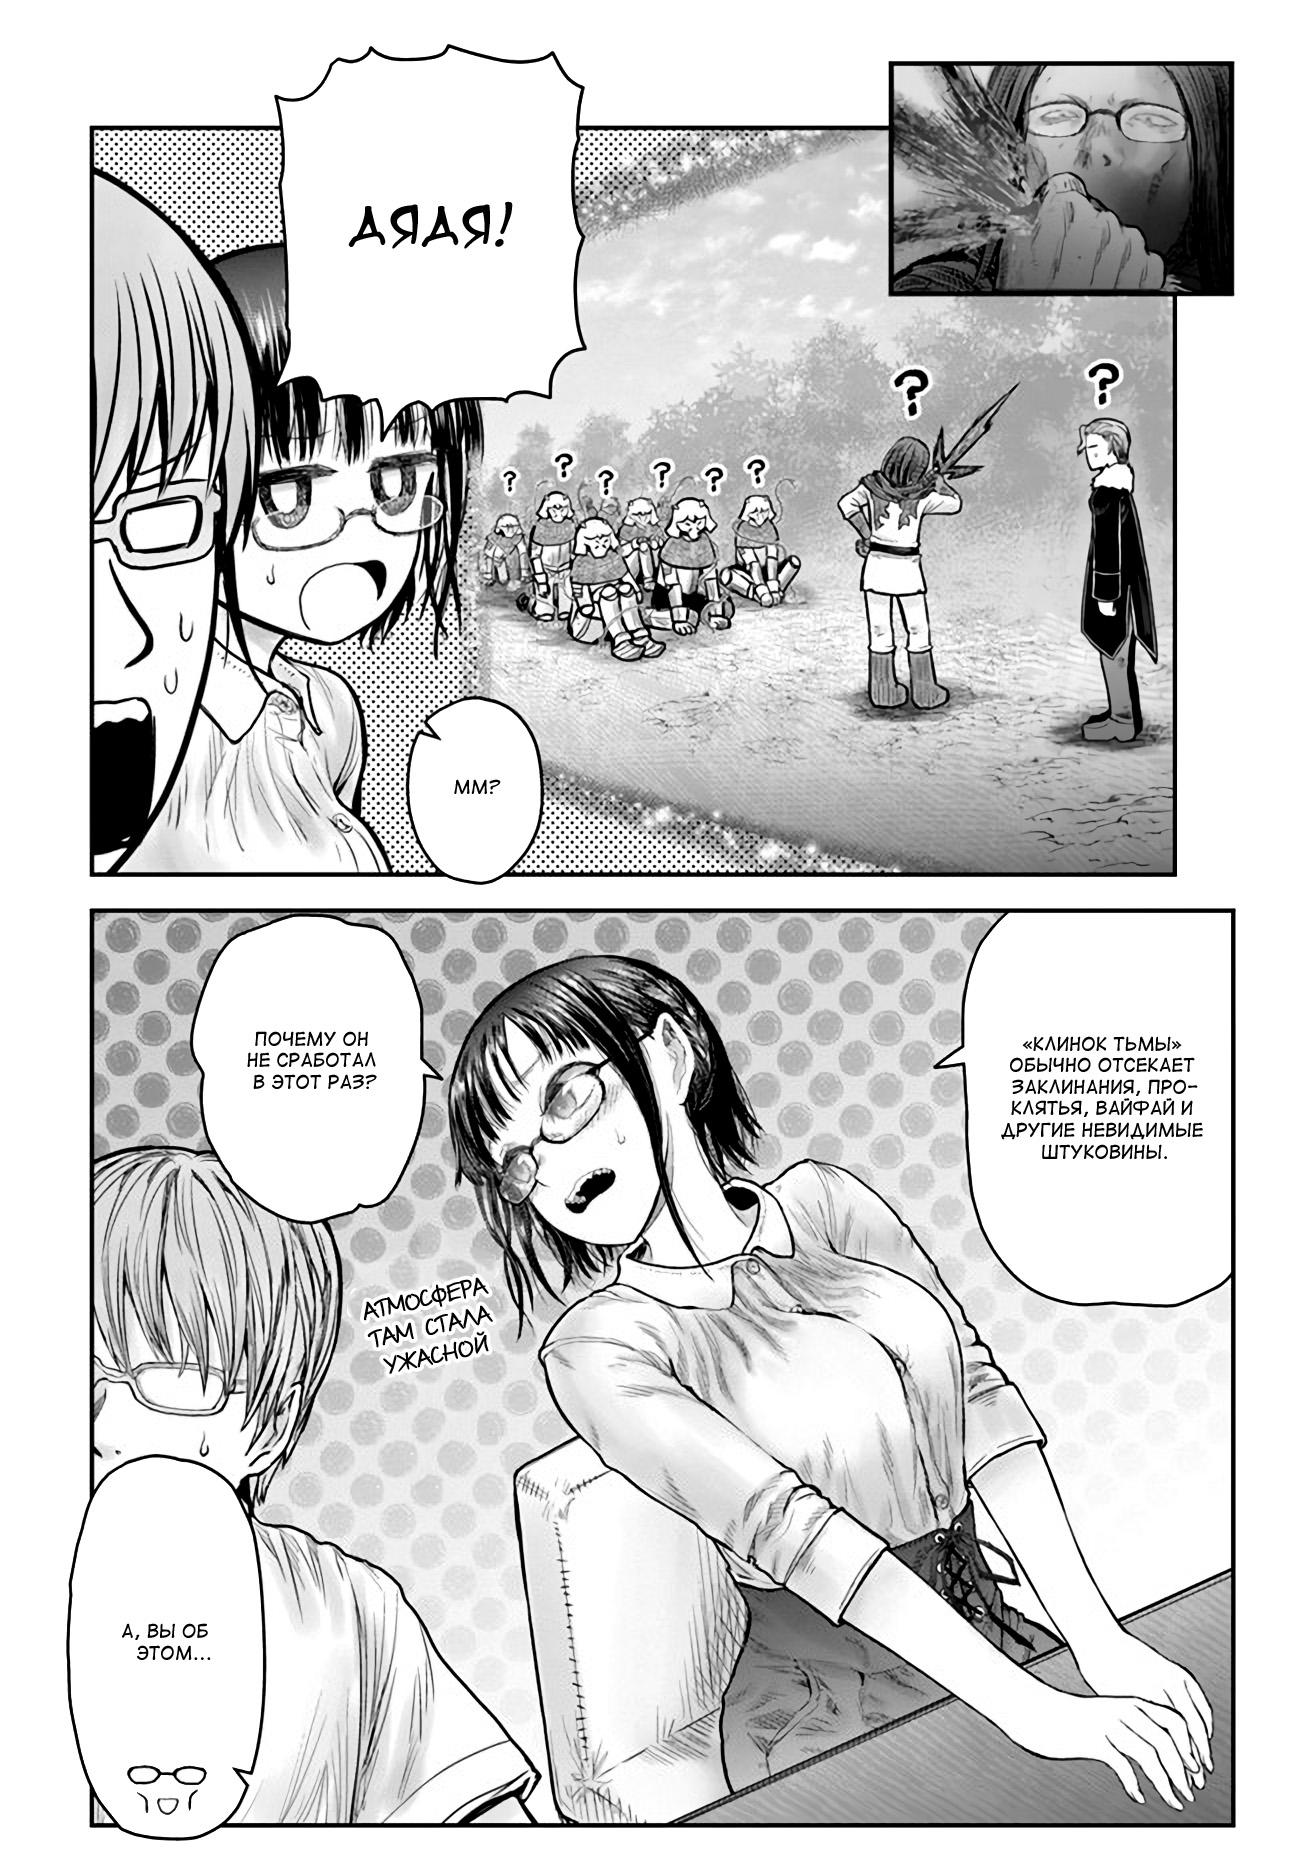 ДЯДЯ!
?
?
?
?
?
?
?
?
ММ?
«КЛИНОК ТЬМЫ»
ОБЫЧНО ОТСЕКАЕТ
ЗАКЛИНАНИЯ, ПРО-
КЛЯТЬЯ, ВАЙФАЙ И
ДРУГИЕ НЕВИДИМЫЕ
ШТУКОВИНЫ.
ПОЧЕМУ ОН
НЕ СРАБОТАЛ
В ЭТОТ РАЗ?
АТМОСФЕРА
ТАМ СТАЛА
УЖАСНОЙ
А, ВЫ ОБ
ЭТОМ...